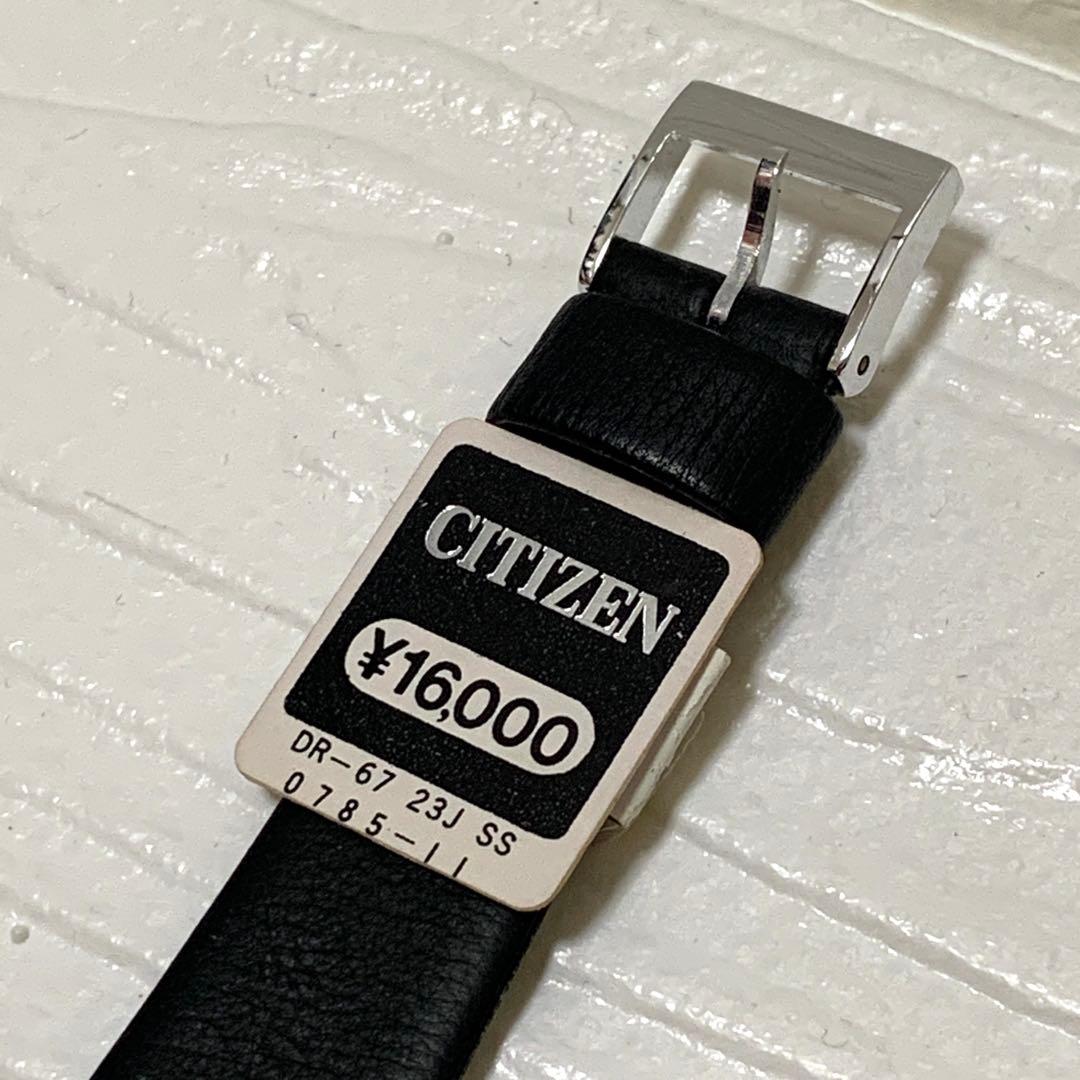 CITIZEN
¥16,000
DR-67 23J SS
0785-11